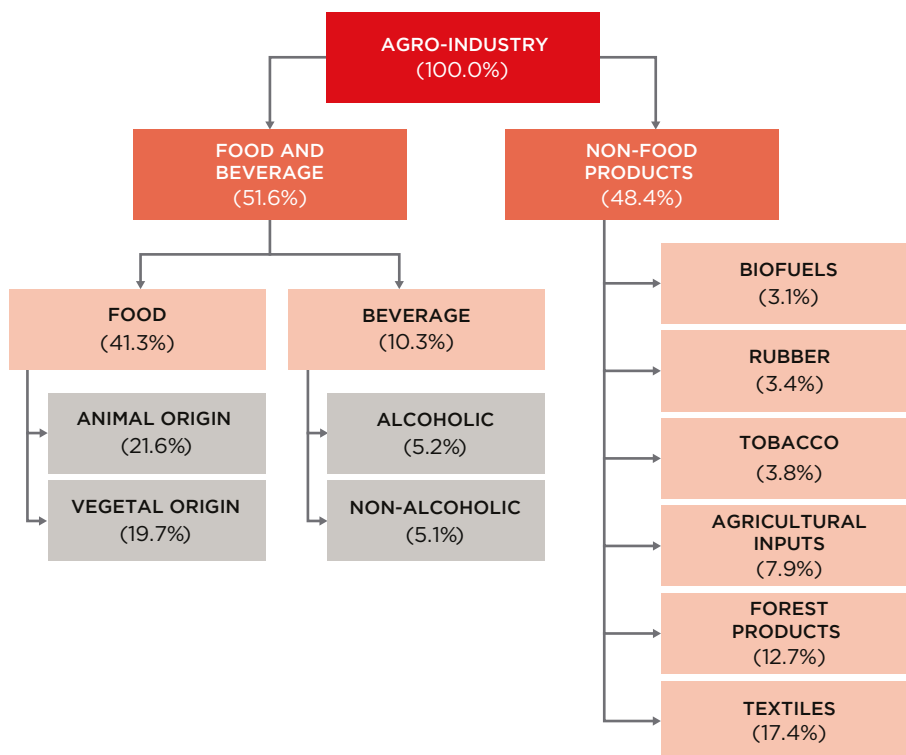 AGRO-INDUSTRY
(100.0%)
FOOD AND
BEVERAGE
(51.6%)
NON-FOOD
PRODUCTS
(48.4%)
FOOD
(41.3%)
BEVERAGE
(10.3%)
ANIMAL ORIGIN
(21.6%)
VEGETAL ORIGIN
(19.7%)
ALCOHOLIC
(5.2%)
NON-ALCOHOLIC
(5.1%)
BIOFUELS
(3.1%)
RUBBER
(3.4%)
TOBACCO
(3.8%)
AGRICULTURAL
INPUTS
(7.9%)
FOREST
PRODUCTS
(12.7%)
TEXTILES
(17.4%)